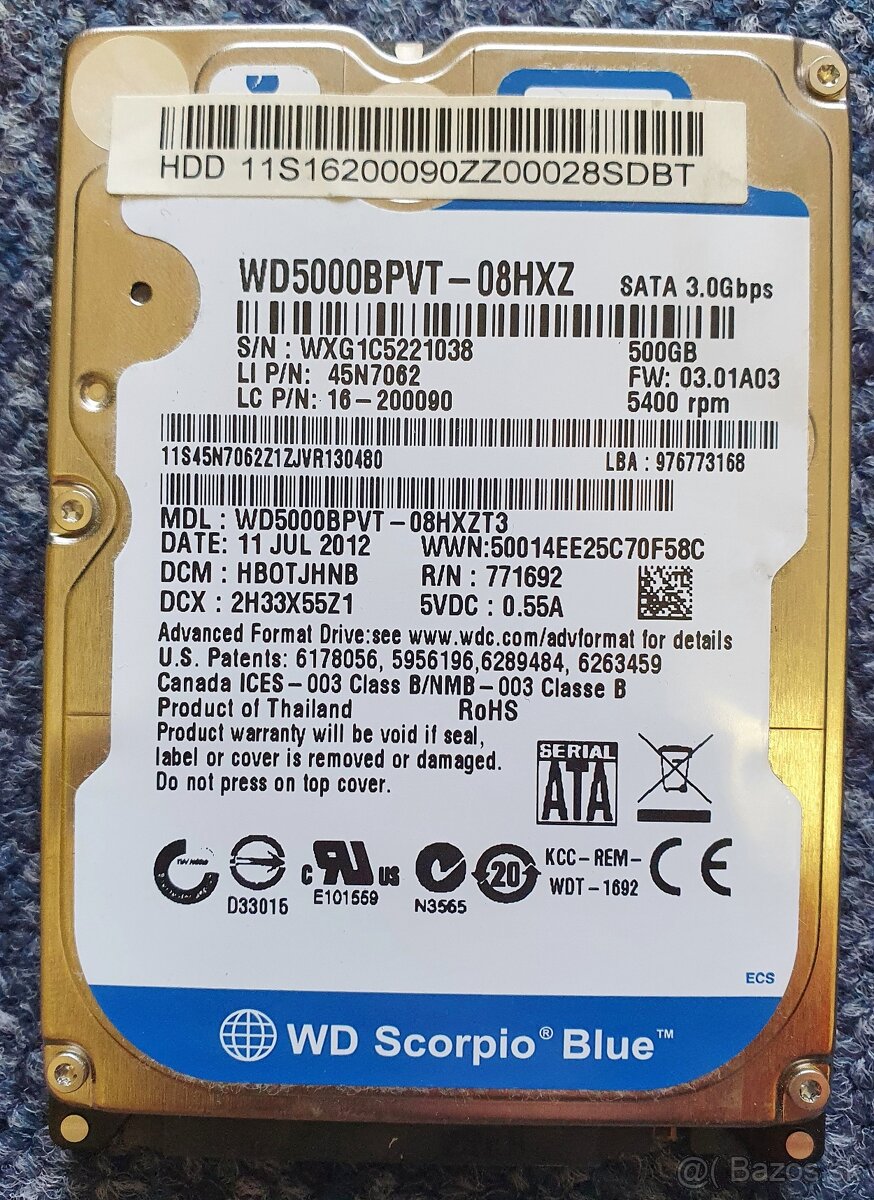 HDD 11S16200090ZZ00028SDBT
WD5000BPVT-08HXZ SATA 3.0Gbps
S/N : WXG1C5221038 500GB
LI P/N: 45N7062 FW: 03.01A03
LC P/N: 16-200090 5400 rpm
11S45N7062Z1ZJVR130480 LBA : 976773168
MDL : WD5000BPVT-08HXZT3
DATE: 11 JUL 2012 WWN:50014EE25C70F58C
DCM : HBOTJHNB R/N : 771692
DCX : 2H33X55Z1 5VDC : 0.55A
Advanced Format Drive:see www.wdc.com/advformat for details
U.S. Patents: 6178056, 5956196,6289484, 6263459
Canada ICES-003 Class B/NMB-003 Classe B
Product of Thailand RoHS
Product warranty will be void if seal,
label or cover is removed or damaged.
Do not press on top cover.
SERIAL
ATA
D33015
c UR us
E101559
N3565
20
KCC-REM-
WDT-1692
CE
ECS
WD Scorpio® Blue™
@( Bazos